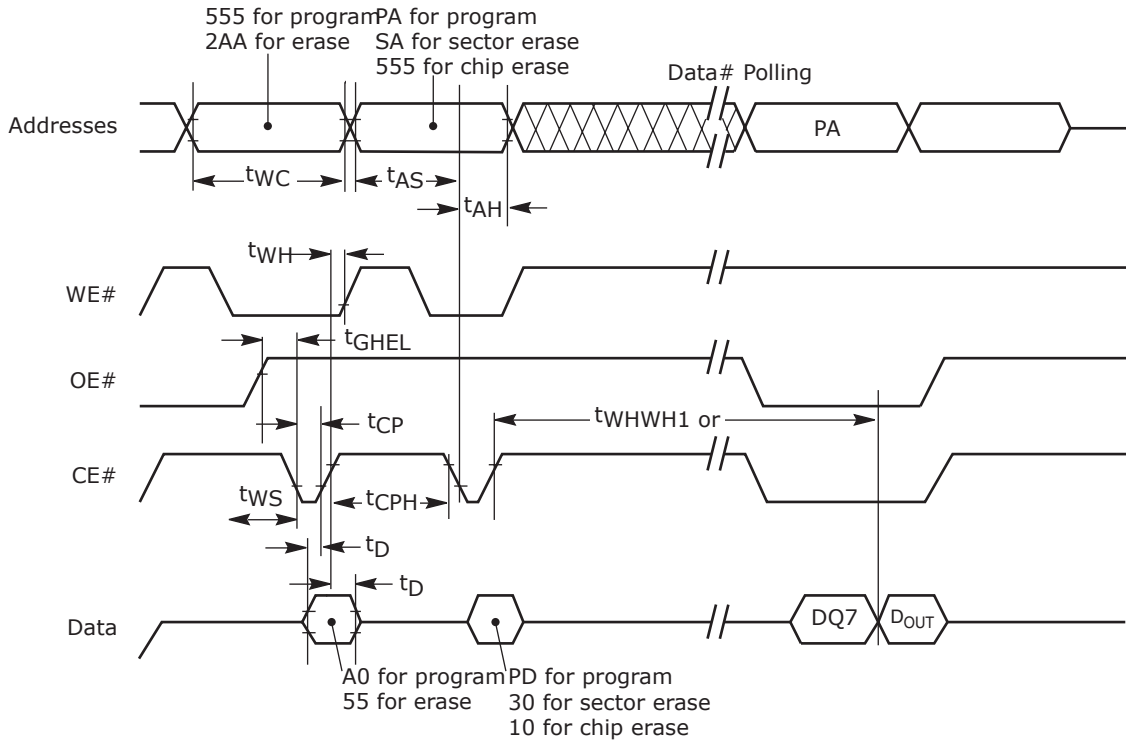 555 for program
2AA for erase
PA for program
SA for sector erase
555 for chip erase
Data# Polling
Addresses
PA
tWC
tAS
tAH
tWH
WE#
tGHEL
OE#
tCP
tWHWH1 or
CE#
tWS
tCPH
tD
tD
Data
DQ7
DOUT
A0 for program
55 for erase
PD for program
30 for sector erase
10 for chip erase